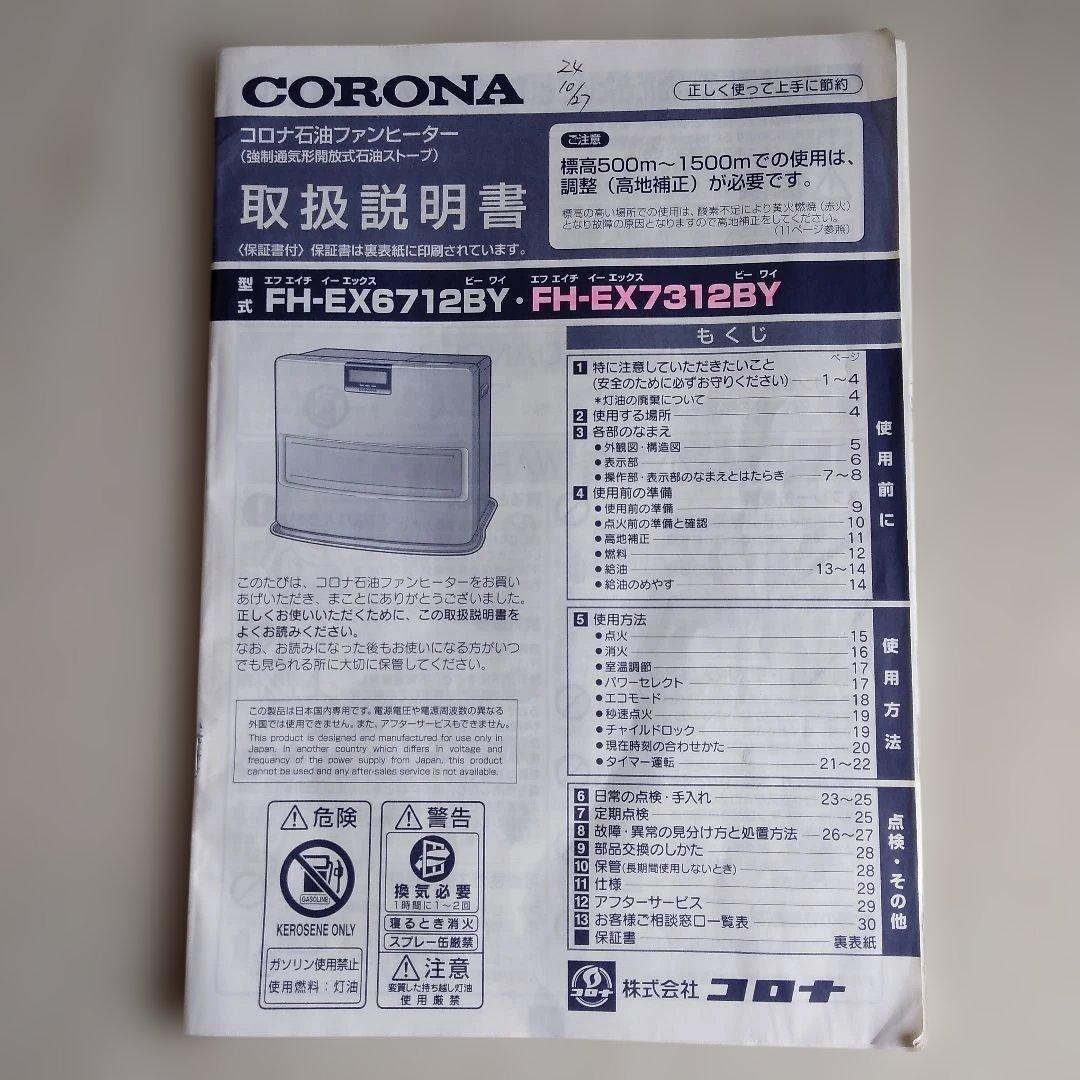 CORONA
24
10/27
正しく使って上手に節約
コロナ石油ファンヒーター
(強制通気形開放式石油ストーブ)
取扱説明書
〈保証書付〉保証書は裏表紙に印刷されています。
ご注意
標高500m〜1500mでの使用は、
調整(高地補正)が必要です。
標高の高い場所での使用は、酸素不足により黄火燃焼(赤火)
となり故障の原因となりますので高地補正をしてください。
(11ページ参照)
エフ エイチ イー エックス ビー ワイ エフ エイチ イー エックス ビー ワイ
型式 FH-EX6712BY・FH-EX7312BY
もくじ
ページ
1 特に注意していただきたいこと
(安全のために必ずお守りください) 1〜4
*灯油の廃棄について 4
2 使用する場所 4
3 各部のなまえ
●外観図・構造図 5
●表示部 6
●操作部・表示部のなまえとはたらき 7〜8
4 使用前の準備
●使用前の準備 9
●点火前の準備と確認 10
●高地補正 11
●燃料 12
●給油 13〜14
●給油のめやす 14
使用前に
5 使用方法
●点火 15
●消火 16
●室温調節 17
●パワーセレクト 17
●エコモード 18
●秒速点火 19
●チャイルドロック 19
●現在時刻の合わせかた 20
●タイマー運転 21〜22
使用方法
6 日常の点検・手入れ 23〜25
7 定期点検 25
8 故障・異常の見分け方と処置方法 26〜27
9 部品交換のしかた 28
10 保管(長期間使用しないとき) 28
11 仕様 29
12 アフターサービス 29
13 お客様ご相談窓口一覧表 30
■ 保証書 裏表紙
点検・その他
このたびは、コロナ石油ファンヒーターをお買い
あげいただき、まことにありがとうございました。
正しくお使いいただくために、この取扱説明書を
よくお読みください。
なお、お読みになった後もお使いになる方がいつ
でも見られる所に大切に保管してください。
この製品は日本国内専用です。電源電圧や電源周波数の異なる
外国では使用できません。また、アフターサービスもできません。
This product is designed and manufactured for use only in
Japan. In another country which differs in voltage and
frequency of the power supply from Japan, this product
cannot be used and any after-sales service is not available.
危険
GASOLINE
KEROSENE ONLY
ガソリン使用禁止
使用燃料:灯油
警告
換気必要
1時間に1〜2回
寝るとき消火
スプレー缶厳禁
注意
変質した持ち越し灯油
使用厳禁
コロナ
株式会社 コロナ